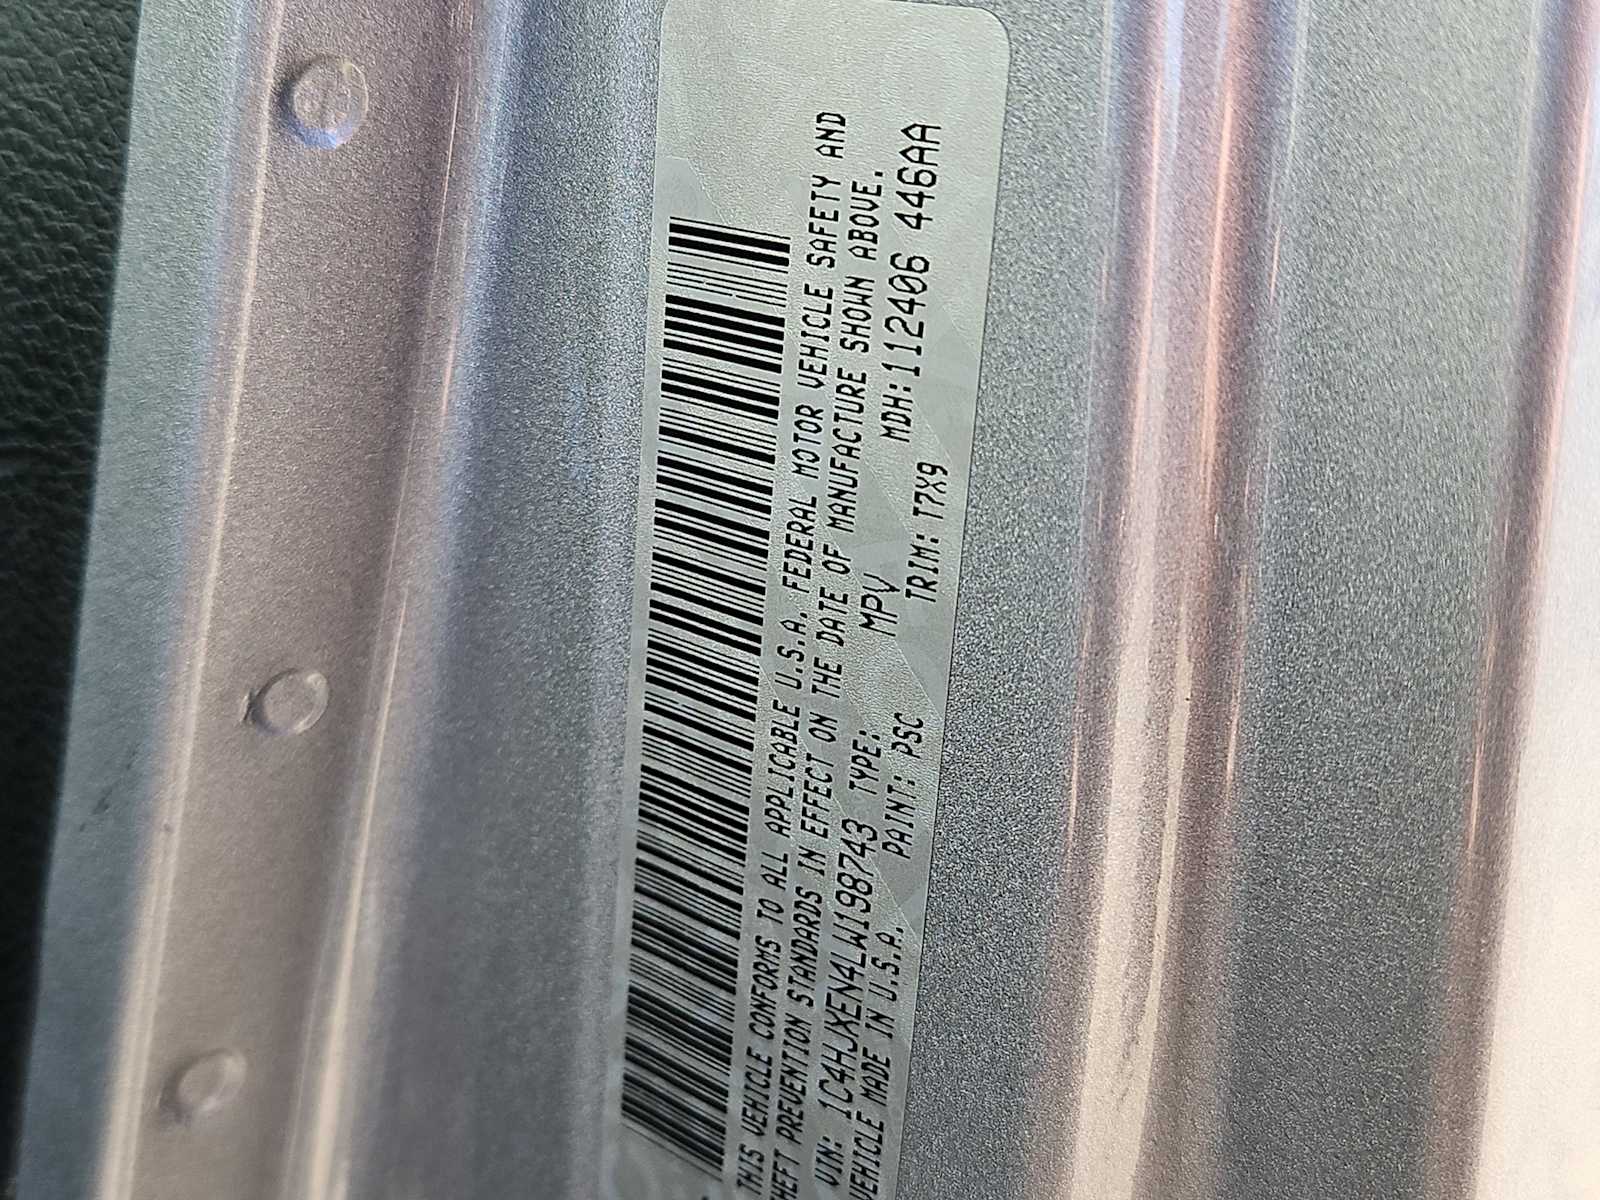 THIS VEHICLE CONFORMS TO ALL APPLICABLE U.S.A. FEDERAL MOTOR VEHICLE SAFETY AND
THEFT PREVENTION STANDARDS IN EFFECT ON THE DATE OF MANUFACTURE SHOWN ABOVE.
VIN: 1C4HJXEN4LW198743 TYPE: MPV MDH:112406 446AA
VEHICLE MADE IN U.S.A. PAINT: PSC TRIM: T7X9